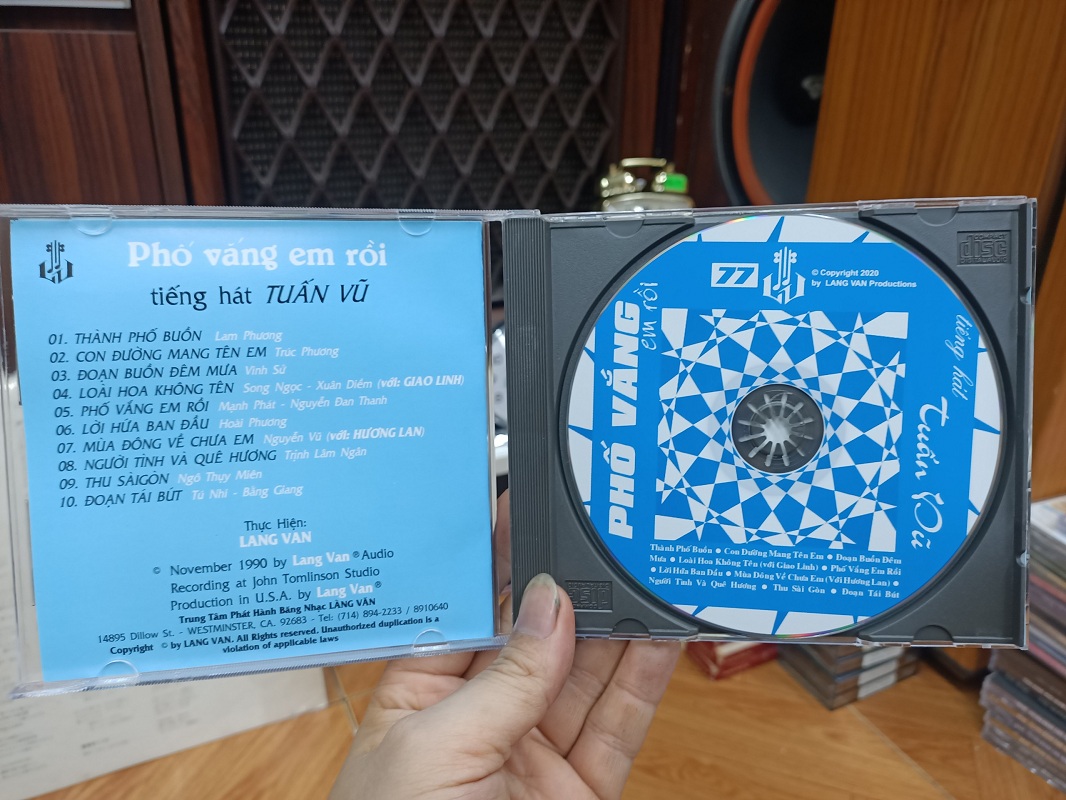 Phố vắng em rồi
tiếng hát TUẤN VŨ
01. THÀNH PHỐ BUỒN Lam Phương
02. CON ĐƯỜNG MANG TÊN EM Trúc Phương
03. ĐOẠN BUỒN ĐÊM MƯA Vinh Sử
04. LOÀI HOA KHÔNG TÊN Song Ngọc - Xuân Diềm (với: GIAO LINH)
05. PHỐ VẮNG EM RỒI Mạnh Phát - Nguyễn Đan Thanh
06. LỜI HỨA BAN ĐẦU Hoài Phương
07. MÙA ĐÔNG VỀ CHƯA EM Nguyễn Vũ (với: HƯƠNG LAN)
08. NGƯỜI TÌNH VÀ QUÊ HƯƠNG Trịnh Lâm Ngân
09. THU SÀIGÒN Ngô Thụy Miên
10. ĐOẠN TÁI BÚT Tú Nhi - Bằng Giang
Thực Hiện:
LANG VAN
© November 1990 by Lang Van ® Audio
Recording at John Tomlinson Studio
Production in U.S.A. by Lang Van ®
Trung Tâm Phát Hành Băng Nhạc LÀNG VĂN
14895 Dillow St. - WESTMINSTER, CA. 92683 - Tel: (714) 894-2233 / 8910640
Copyright © by LANG VAN. All Rights reserved. Unauthorized duplication is a
violation of applicable laws
77
© Copyright 2020
by LANG VAN Productions
PHỐ VẮNG
em rồi
tiếng hát
Tuấn Vũ
Thành Phố Buồn ● Con Đường Mang Tên Em ● Đoạn Buồn Đêm
Mưa ● Loài Hoa Không Tên (với Giao Linh) ● Phố Vắng Em Rồi
● Lời Hứa Ban Đầu ● Mùa Đông Về Chưa Em (Với Hương Lan) ●
Người Tình Và Quê Hương ● Thu Sài Gòn ● Đoạn Tái Bút
disc